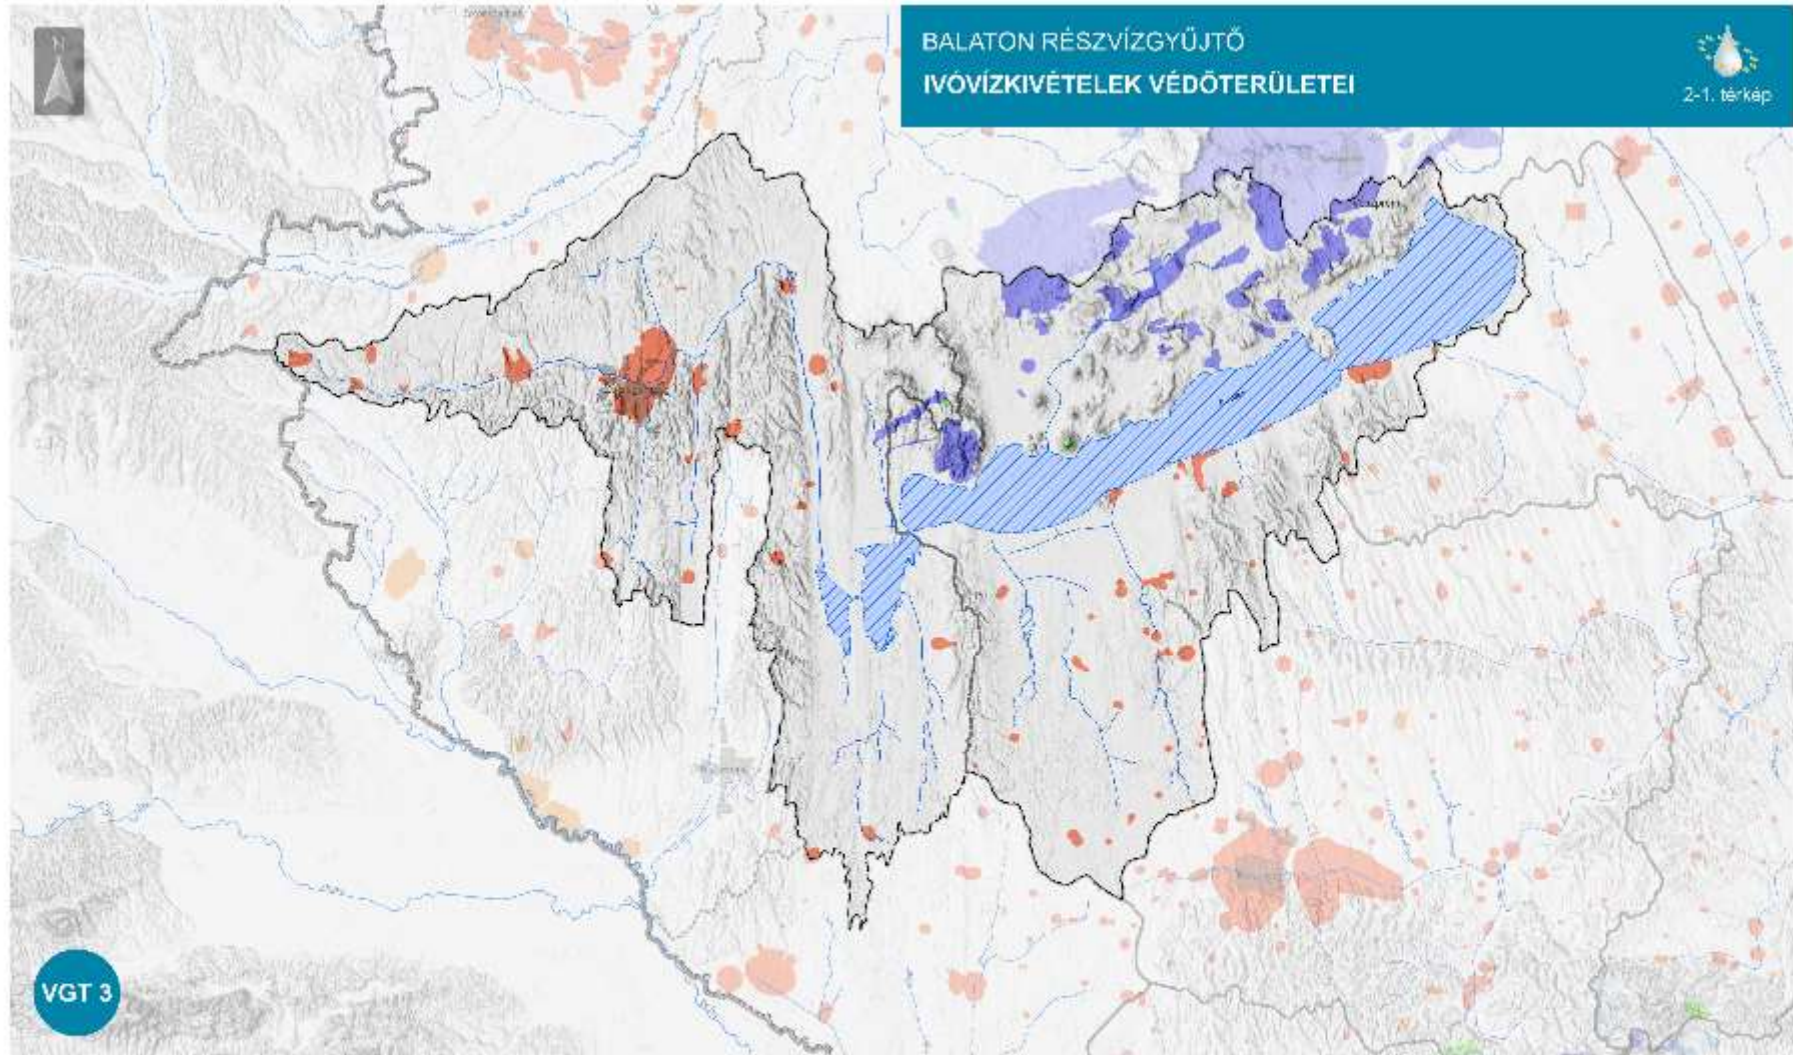 N
BALATON RÉSZVÍZGYŰJTŐ
IVÓVÍZKIVÉTELEK VÉDŐTERÜLETEI
2-1. térkép
VGT 3